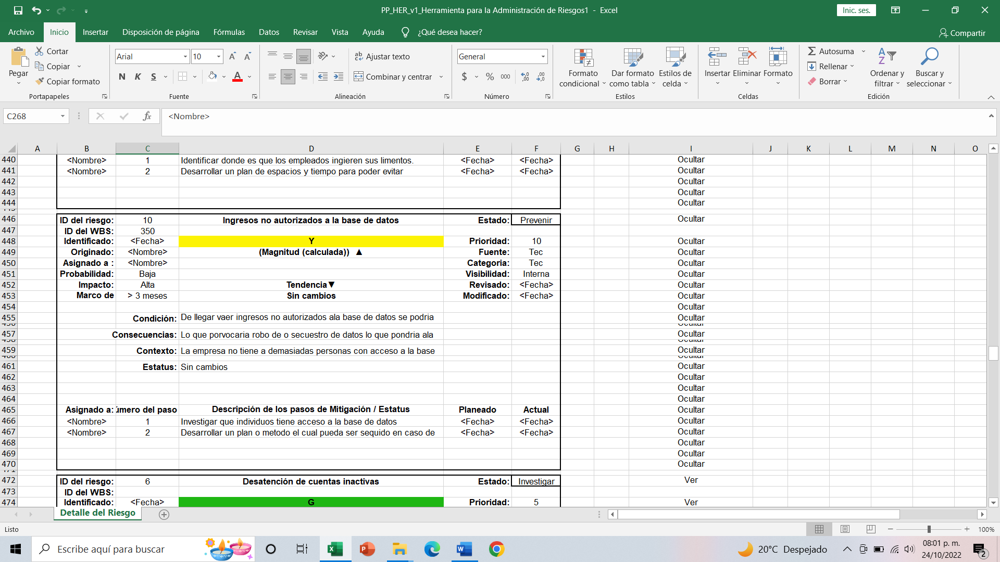 PP_HER_v1_Herramienta para la Administración de Riesgos1 - Excel
Inic. ses.
Archivo Inicio Insertar Disposición de página Fórmulas Datos Revisar Vista Ayuda ¿Qué desea hacer? Compartir
Pegar
Cortar
Copiar
Copiar formato
Portapapeles
Arial 10
N K S
Fuente
Ajustar texto
Combinar y centrar
Alineación
General
$ % 000
Número
Formato condicional
Dar formato como tabla
Estilos de celda
Estilos
Insertar Eliminar Formato
Celdas
Autosuma
Rellenar
Borrar
Ordenar y filtrar
Buscar y seleccionar
Edición
C268 fx <Nombre>
A B C D E F G H I J K L M N O
440 <Nombre> 1 Identificar donde es que los empleados ingieren sus limentos. <Fecha> <Fecha> Ocultar
441 <Nombre> 2 Desarrollar un plan de espacios y tiempo para poder evitar <Fecha> <Fecha> Ocultar
442 Ocultar
443 Ocultar
444 Ocultar
446 ID del riesgo: 10 Ingresos no autorizados a la base de datos Estado: Prevenir Ocultar
447 ID del WBS: 350
448 Identificado: <Fecha> Y Prioridad: 10 Ocultar
449 Originado: <Nombre> (Magnitud (calculada)) ▲ Fuente: Tec Ocultar
450 Asignado a : <Nombre> Categoria: Tec Ocultar
451 Probabilidad: Baja Visibilidad: Interna Ocultar
452 Impacto: Alta Tendencia▼ Revisado: <Fecha> Ocultar
453 Marco de > 3 meses Sin cambios Modificado: <Fecha> Ocultar
454 Ocultar
455 Condición: De llegar vaer ingresos no autorizados ala base de datos se podria Ocultar
457 Consecuencias: Lo que porvocaria robo de o secuestro de datos lo que pondria ala Ocultar
459 Contexto: La empresa no tiene a demasiadas personas con acceso a la base Ocultar
461 Estatus: Sin cambios Ocultar
462 Ocultar
463 Ocultar
464 Ocultar
465 Asignado a: úmero del paso Descripción de los pasos de Mitigación / Estatus Planeado Actual Ocultar
466 <Nombre> 1 Investigar que individuos tiene acceso a la base de datos <Fecha> <Fecha> Ocultar
467 <Nombre> 2 Desarrollar un plan o metodo el cual pueda ser sequido en caso de <Fecha> <Fecha> Ocultar
468 Ocultar
469 Ocultar
470 Ocultar
472 ID del riesgo: 6 Desatención de cuentas inactivas Estado: Investigar Ver
473 ID del WBS:
474 Identificado: <Fecha> G Prioridad: 5 Ver
Detalle del Riesgo
Listo 100%
Escribe aquí para buscar
20°C Despejado
08:01 p. m.
24/10/2022
2